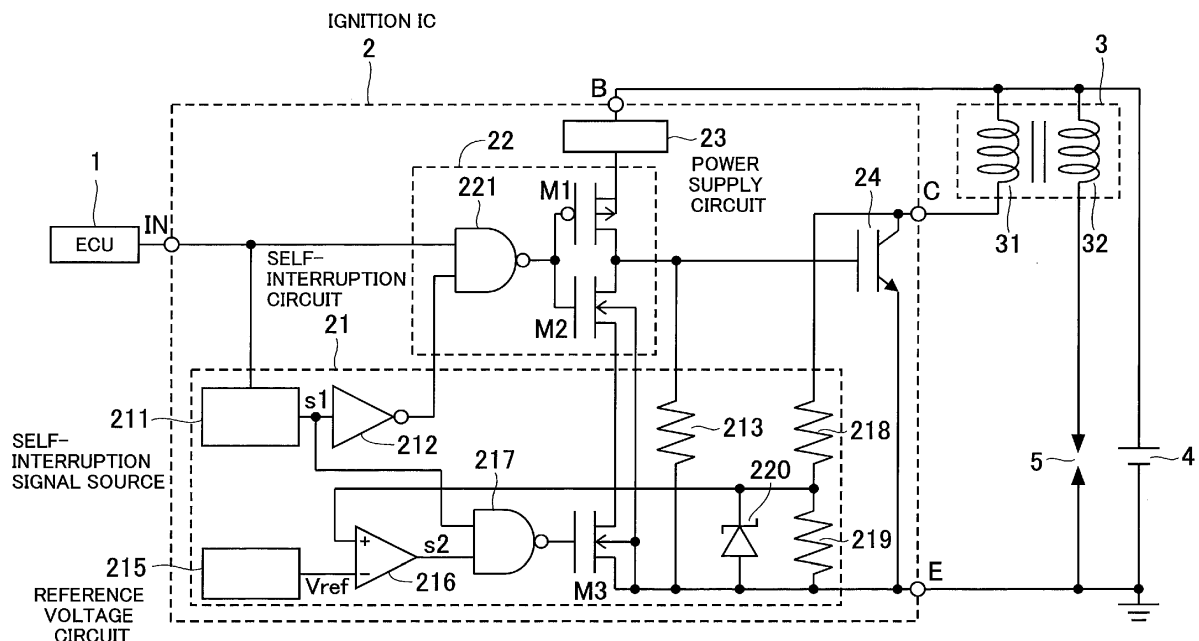 IGNITION IC
2
3
B
23
22
POWER
SUPPLY
CIRCUIT
1
221
M1
24
C
IN
ECU
31
32
SELF-
INTERRUPTION
CIRCUIT
M2
21
s1
211
212
213
218
SELF-
INTERRUPTION
SIGNAL SOURCE
217
220
5
4
219
s2
215
Vref
216
M3
E
REFERENCE
VOLTAGE
CIRCUIT
+
−